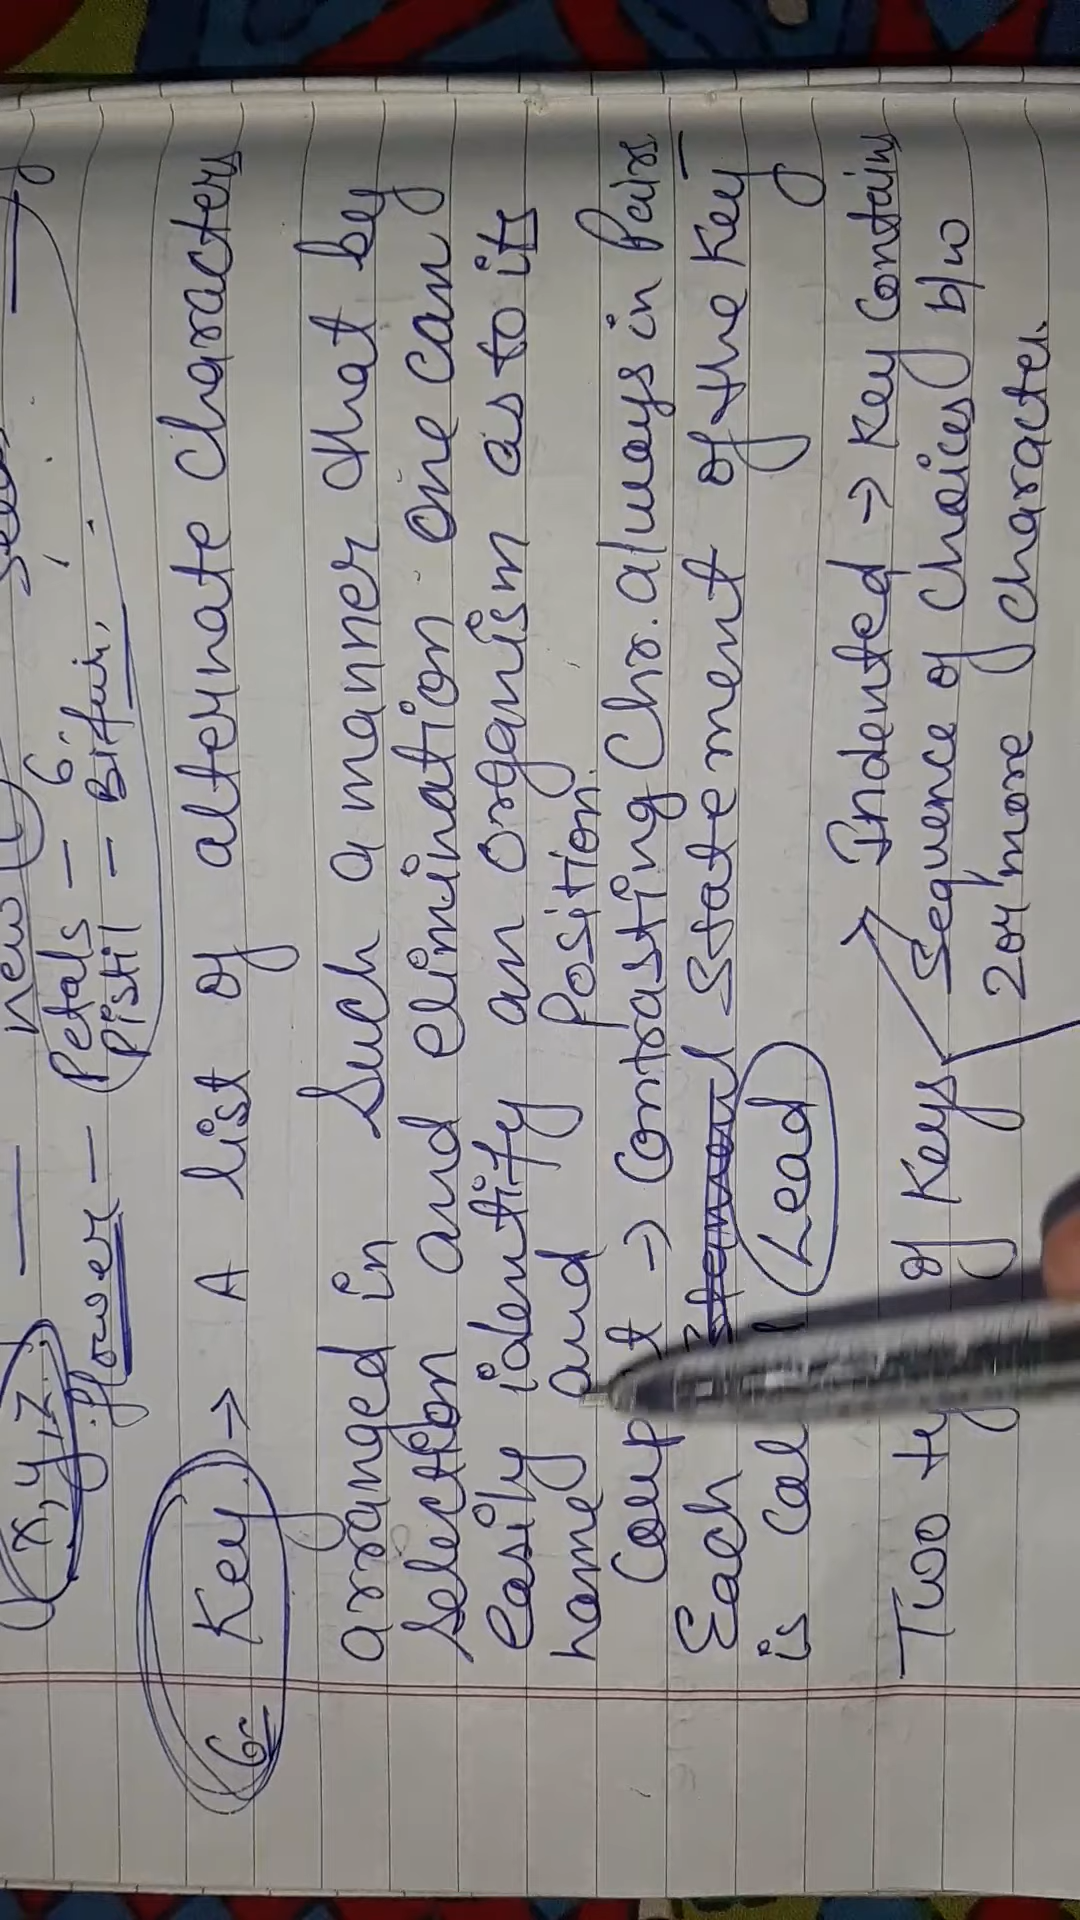 x, y, z — new
flower — Petals — 6
Pistil —
6 Key → A list of alternate characters
arranged in Such a manner that by
Selection and elimination one can
easily identify an organism as to its
name and Position.
→ Contrasting Chr. always in Pairs
Each Statement of the Key
is Lead
Two of Keys Indented → Key Contains
Sequence of Choices b/w
2 or more character.